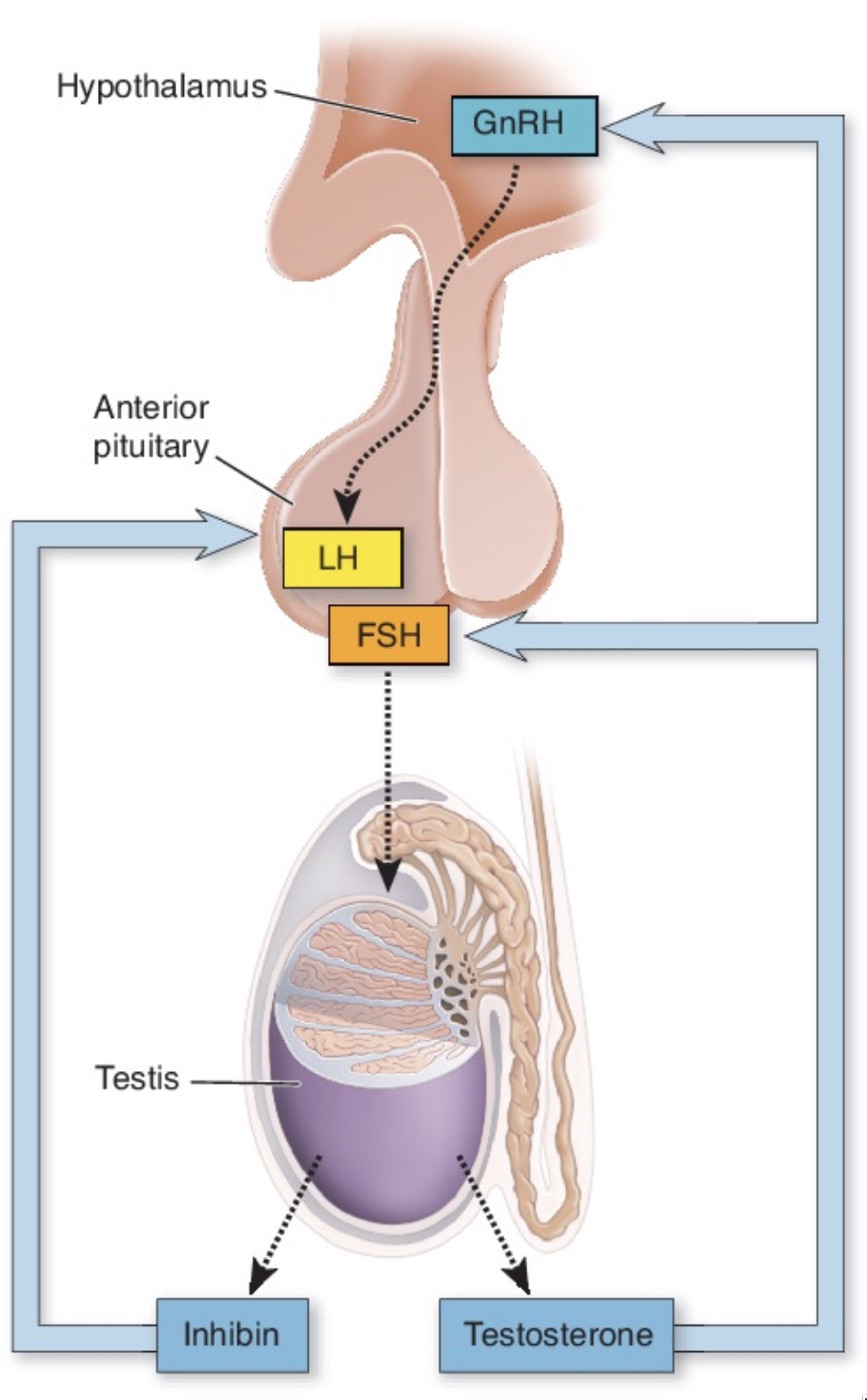 Hypothalamus
GnRH
Anterior
pituitary
LH
FSH
Testis
Inhibin
Testosterone